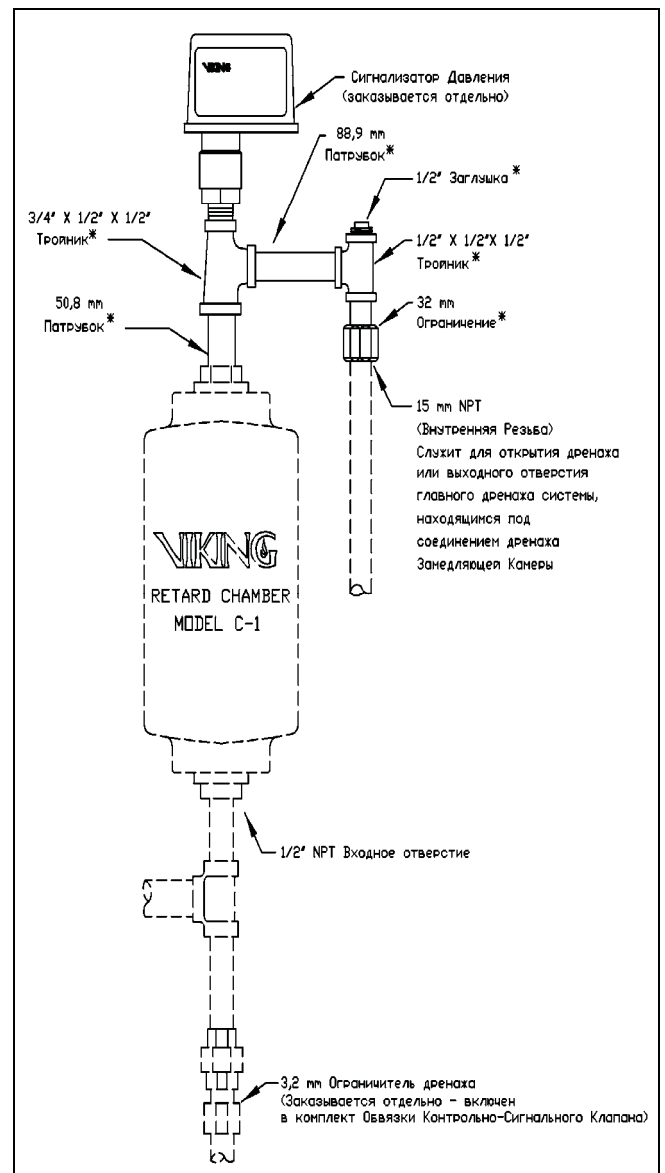 VIKING
Сигнализатор Давления
(заказывается отдельно)
88,9 mm
Патрубок*
1/2" Заглушка*
3/4" X 1/2" X 1/2"
Тройник*
1/2" X 1/2"X 1/2"
Тройник*
50,8 mm
Патрубок*
32 mm
Ограничение*
15 mm NPT
(Внутренняя Резьба)
Служит для открытия дренажа
или выходного отверстия
главного дренажа системы,
находящимся под
соединением дренажа
Замедляющей Камеры
VIKING
RETARD CHAMBER
MODEL C-1
1/2" NPT Входное отверстие
3,2 mm Ограничитель дренажа
(Заказывается отдельно - включен
в комплект Обвязки Контрольно-Сигнального Клапана)